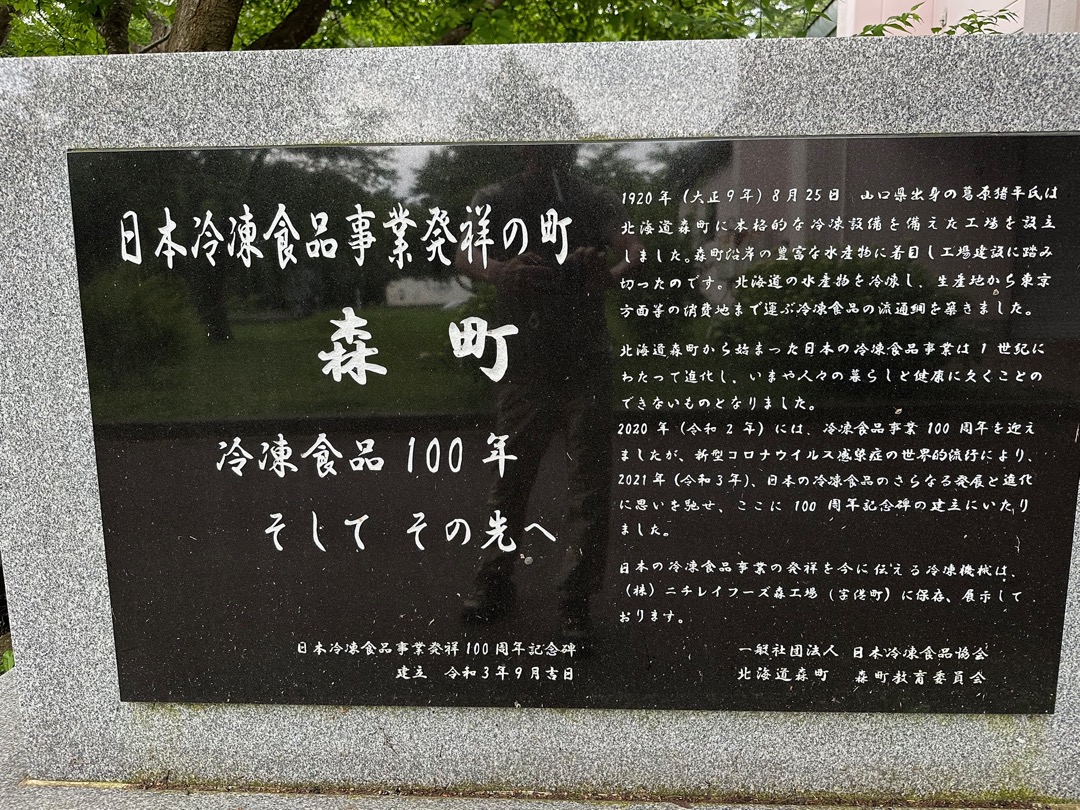 日本冷凍食品事業発祥の町
森 町
冷凍食品 100 年
そして その先へ
日本冷凍食品事業発祥100周年記念碑
建立 令和3年9月吉日
1920年(大正9年)8月25日 山口県出身の葛原猪平氏は
北海道森町に本格的な冷凍設備を備えた工場を設立
しました。森町沿岸の豊富な水産物に着目し工場建設に踏み
切ったのです。北海道の水産物を冷凍し、生産地から東京
方面等の消費地まで運ぶ冷凍食品の流通網を築きました。
北海道森町から始まった日本の冷凍食品事業は1世紀に
わたって進化し、いまや人々の暮らしと健康に欠くことの
できないものとなりました。
2020年(令和2年)には、冷凍食品事業100周年を迎え
ましたが、新型コロナウイルス感染症の世界的流行により、
2021年(令和3年)、日本の冷凍食品のさらなる発展と進化
に思いを馳せ、ここに 100 周年記念碑の建立にいたり
ました。
日本の冷凍食品事業の発祥を今に伝える冷凍機械は、
(株)ニチレイフーズ森工場(字港町)に保存、展示して
おります。
一般社団法人 日本冷凍食品協会
北海道森町 森町教育委員会